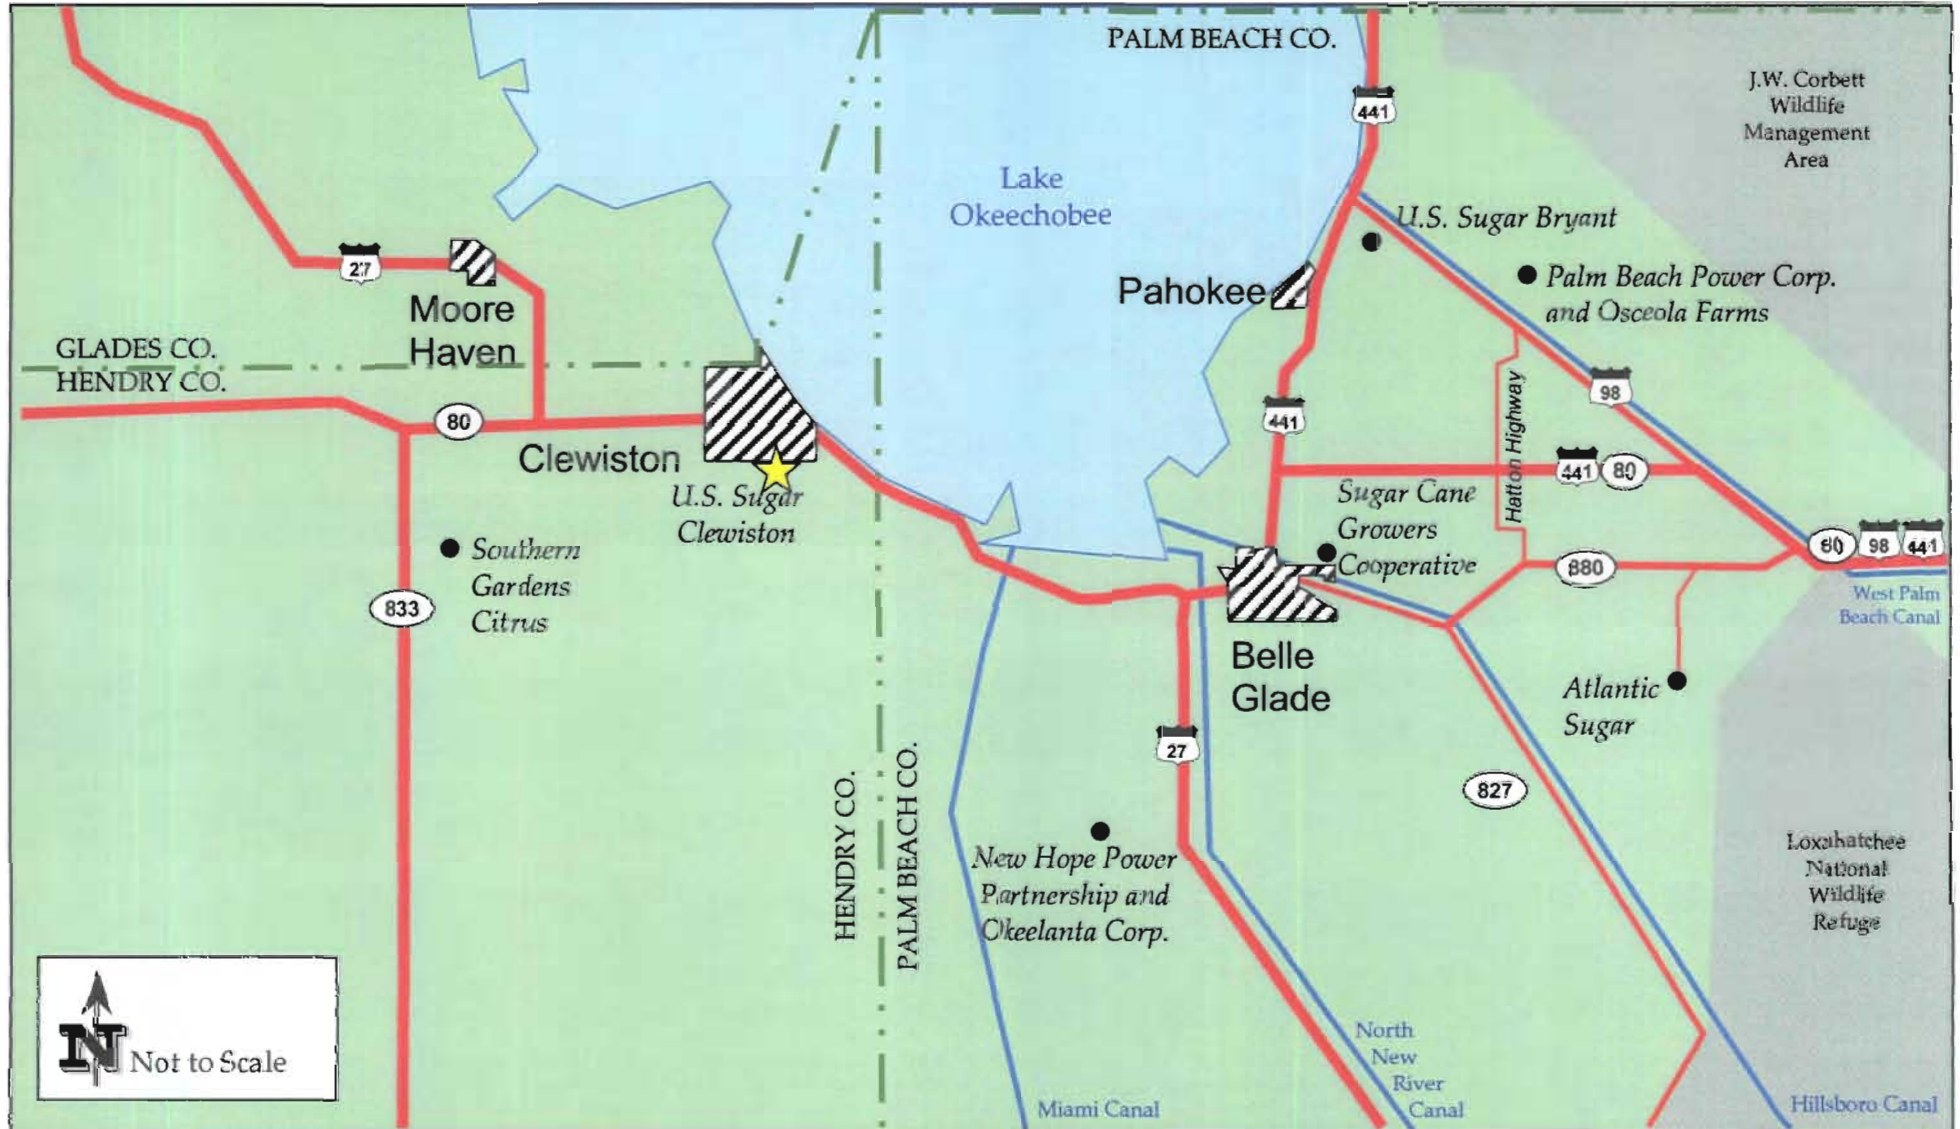 PALM BEACH CO.
J.W. Corbett
Wildlife
Management
Area
441
Lake
Okeechobee
U.S. Sugar Bryant
27
Moore
Haven
Pahokee
Palm Beach Power Corp.
and Osceola Farms
GLADES CO.
HENDRY CO.
80
Clewiston
U.S. Sugar
Clewiston
441
98
Hatton Highway
441
80
Sugar Cane
Growers
Cooperative
80
98
441
880
West Palm
Beach Canal
Southern
Gardens
Citrus
833
Belle
Glade
Atlantic
Sugar
27
827
HENDRY CO.
PALM BEACH CO.
New Hope Power
Partnership and
Okeelanta Corp.
Loxahatchee
National
Wildlife
Refuge
N
Not to Scale
North
New
River
Canal
Miami Canal
Hillsboro Canal